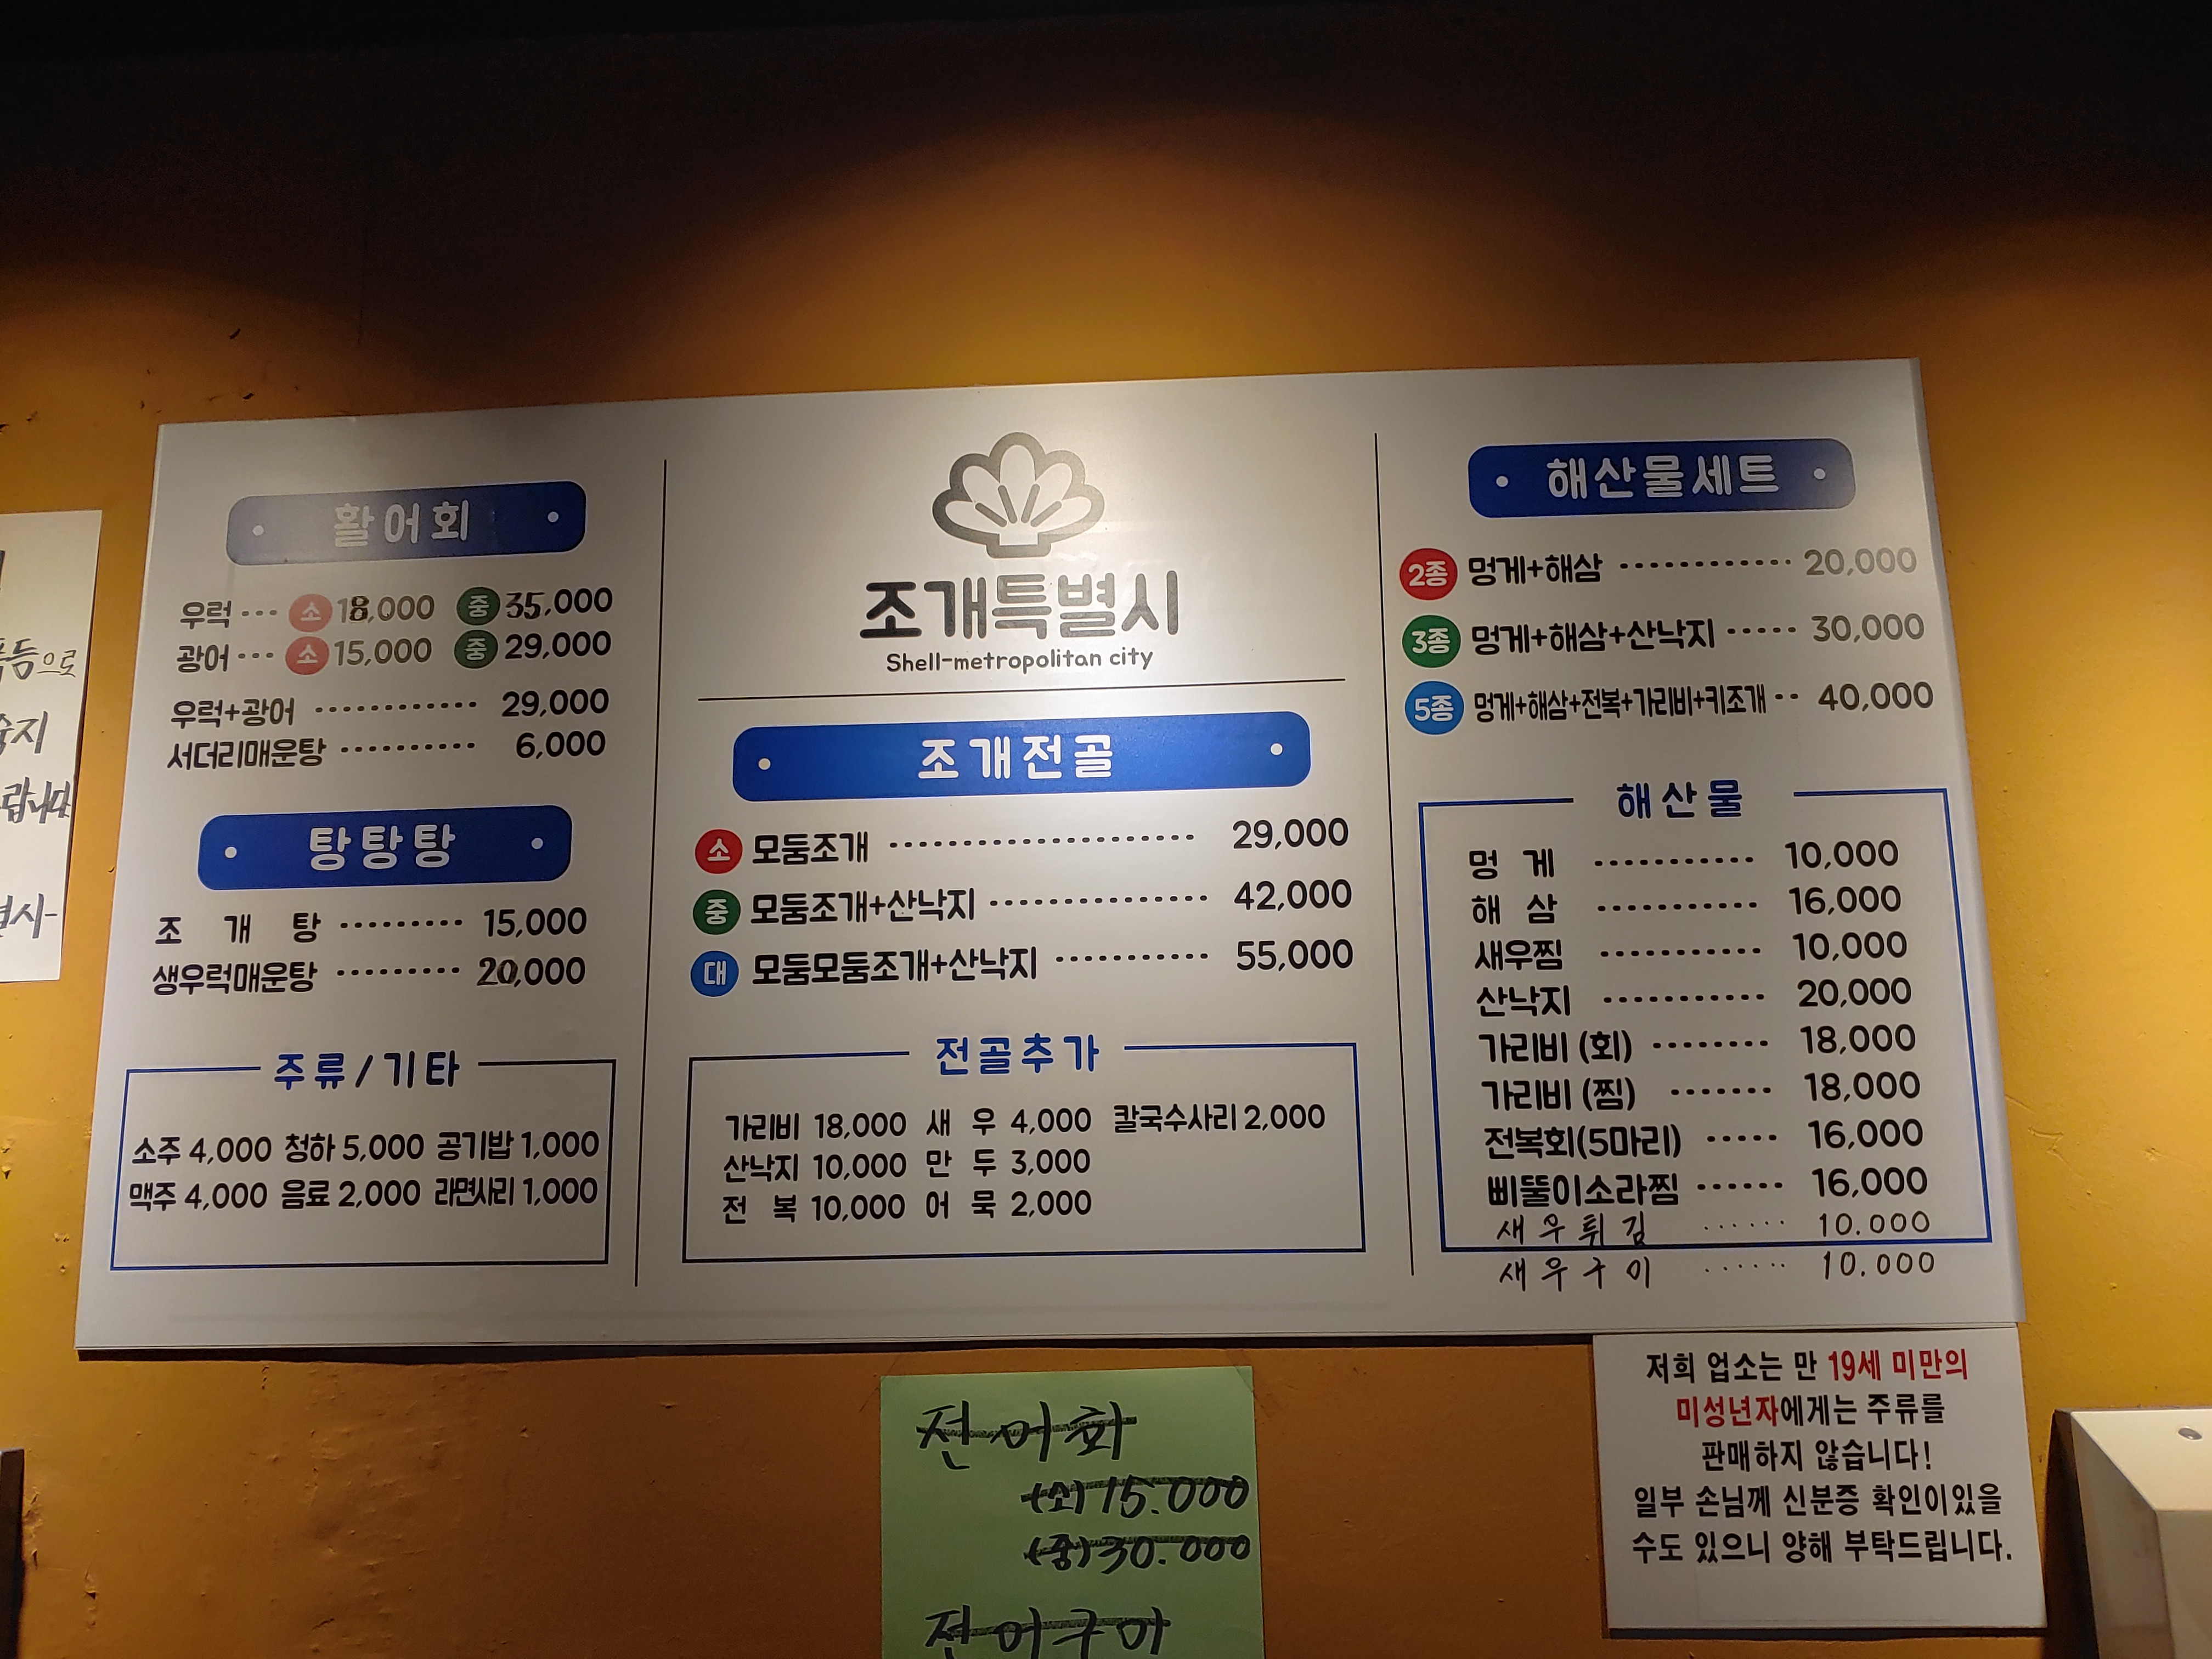 등으로
랍니다
별시-
활어회
우럭 ··· 소 18,000 중 35,000
광어 ··· 소 15,000 중 29,000
우럭+광어 ············ 29,000
서더리매운탕 ·········· 6,000
탕탕탕
조 개 탕 ········· 15,000
생우럭매운탕 ········· 20,000
주류/기타
소주 4,000 청하 5,000 공기밥 1,000
맥주 4,000 음료 2,000 라면사리 1,000
조개특별시
Shell-metropolitan city
조개전골
소 모둠조개 ····················· 29,000
중 모둠조개+산낙지 ··············· 42,000
대 모둠모둠조개+산낙지 ··········· 55,000
전골추가
가리비 18,000 새 우 4,000 칼국수사리 2,000
산낙지 10,000 만 두 3,000
전 복 10,000 어 묵 2,000
해산물세트
2종 멍게+해삼 ············ 20,000
3종 멍게+해삼+산낙지 ····· 30,000
5종 멍게+해삼+전복+가리비+키조개 ·· 40,000
해산물
멍 게 ··········· 10,000
해 삼 ··········· 16,000
새우찜 ··········· 10,000
산낙지 ··········· 20,000
가리비 (회) ········ 18,000
가리비 (찜) ······· 18,000
전복회(5마리) ····· 16,000
삐뚤이소라찜 ······ 16,000
새우튀김 ······ 10.000
새우구이 ······ 10.000
전어회
(소) 15.000
(중) 30.000
전어구이
저희 업소는 만 19세 미만의
미성년자에게는 주류를
판매하지 않습니다!
일부 손님께 신분증 확인이있을
수도 있으니 양해 부탁드립니다.